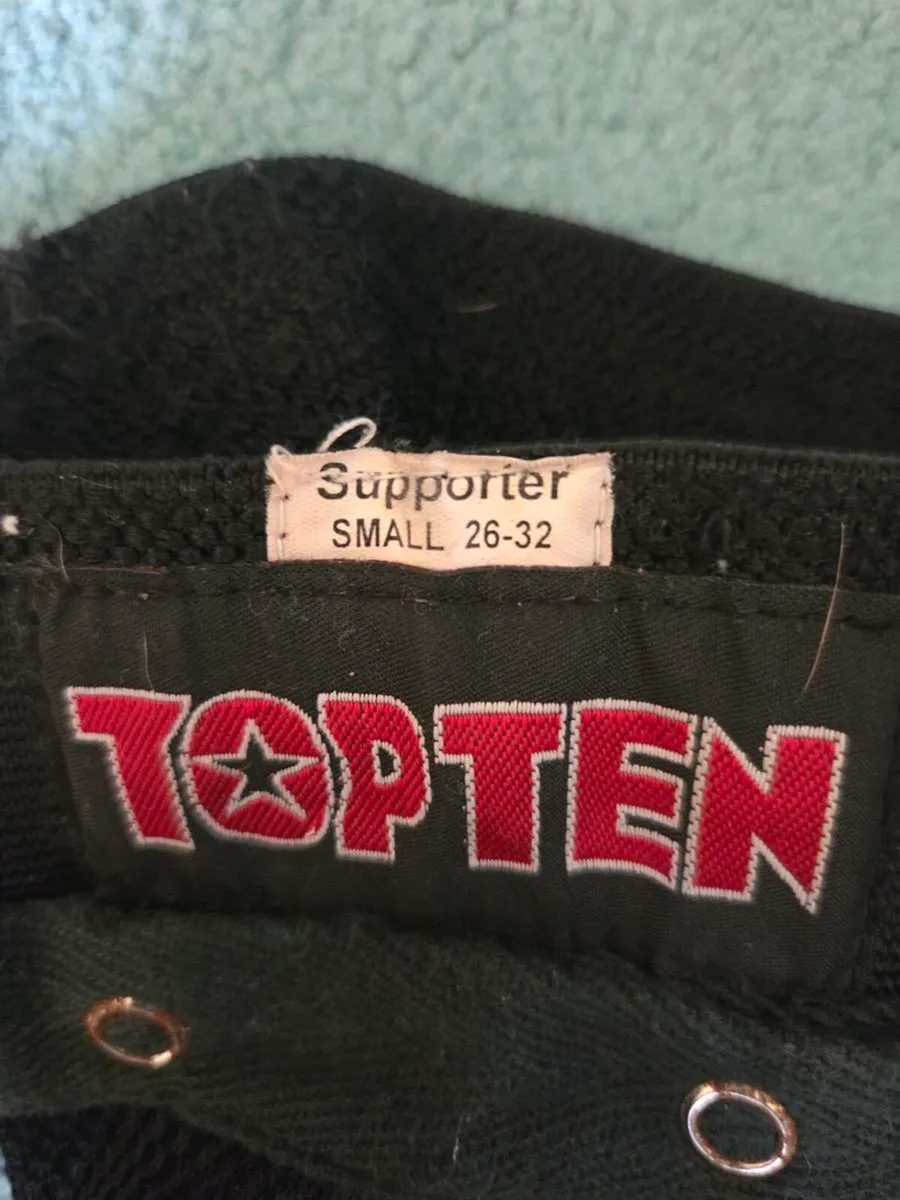 Supporter
SMALL 26-32
TOPTEN